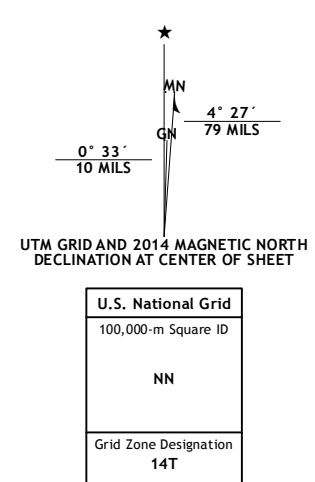 ★
MN
4° 27´
79 MILS
GN
0° 33´
10 MILS
UTM GRID AND 2014 MAGNETIC NORTH
DECLINATION AT CENTER OF SHEET
U.S. National Grid
100,000-m Square ID
NN
Grid Zone Designation
14T